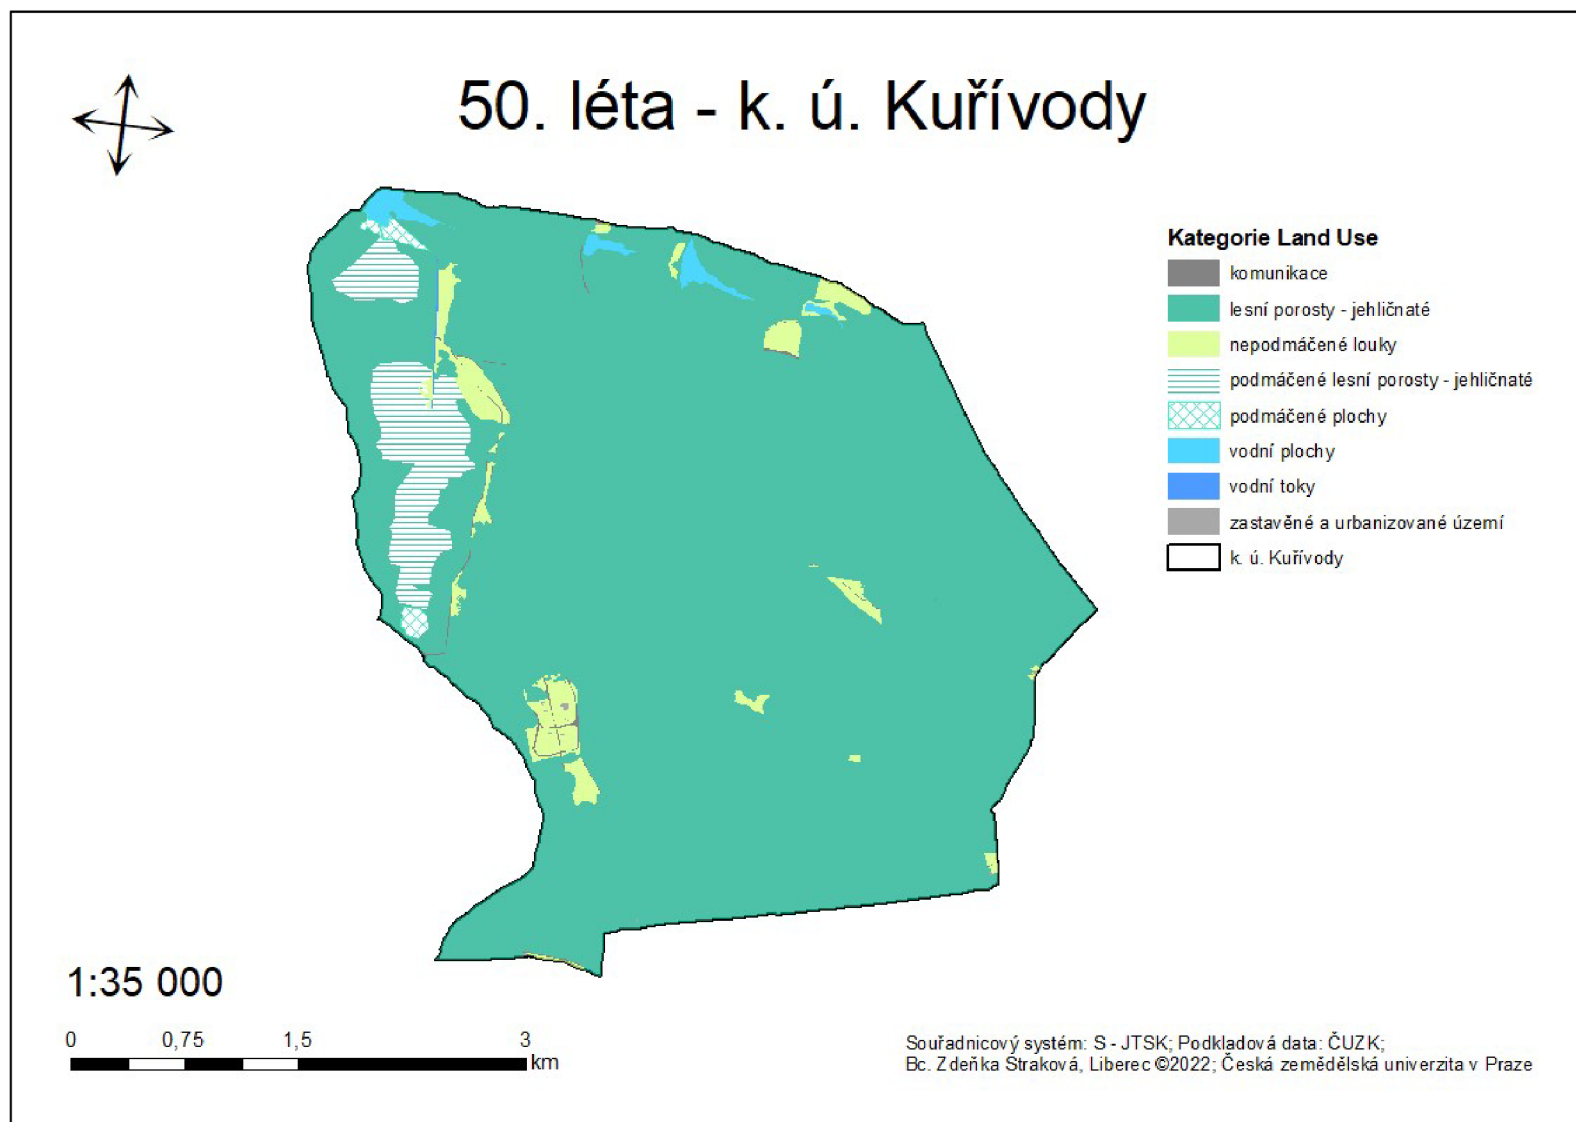 50. léta - k. ú. Kuřívody
Kategorie Land Use
komunikace
lesní porosty - jehličnaté
nepodmáčené louky
podmáčené lesní porosty - jehličnaté
podmáčené plochy
vodní plochy
vodní toky
zastavěné a urbanizované území
k. ú. Kuřívody
1:35 000
0 0,75 1,5 3
km
Souřadnicový systém: S - JTSK; Podkladová data: ČUZK;
Bc. Zdeňka Straková, Liberec ©2022; Česká zemědělská univerzita v Praze